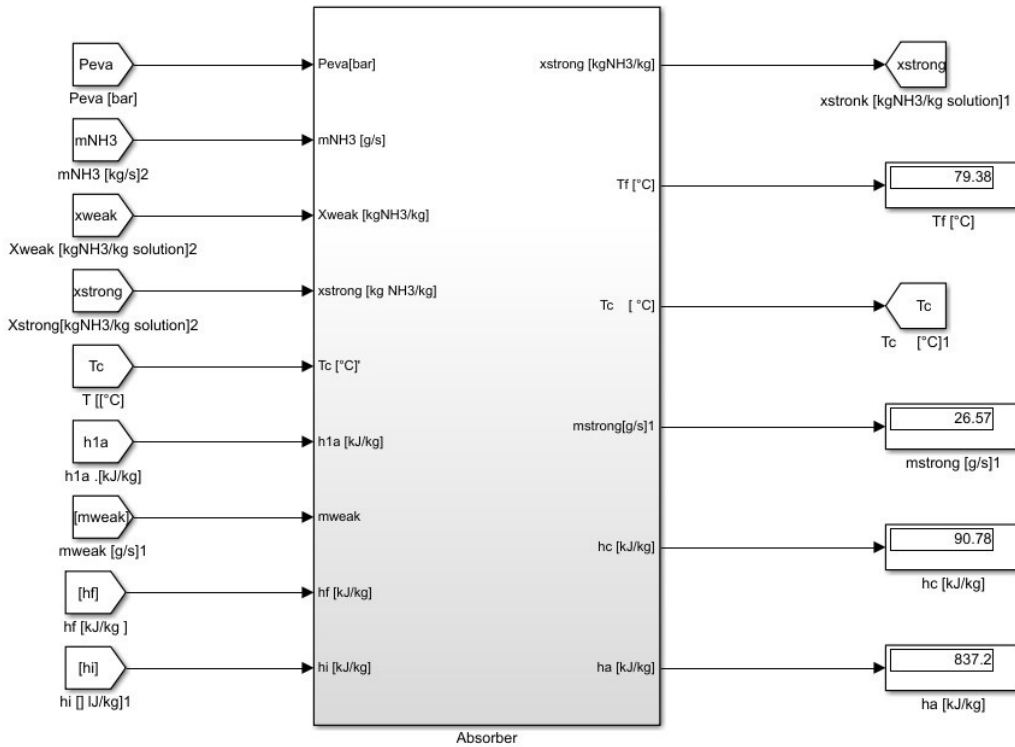 Peva
Peva [bar]
mNH3
mNH3 [kg/s]2
xweak
Xweak [kgNH3/kg solution]2
xstrong
Xstrong[kgNH3/kg solution]2
Tc
T [[°C]
h1a
h1a .[kJ/kg]
[mweak]
mweak [g/s]1
[hf]
hf [kJ/kg ]
[hi]
hi [] lJ/kg]1
Peva[bar]
mNH3 [g/s]
Xweak [kgNH3/kg]
xstrong [kg NH3/kg]
Tc [°C]'
h1a [kJ/kg]
mweak
hf [kJ/kg]
hi [kJ/kg]
xstrong [kgNH3/kg]
Tf [°C]
Tc [ °C]
mstrong[g/s]1
hc [kJ/kg]
ha [kJ/kg]
Absorber
xstrong
xstronk [kgNH3/kg solution]1
79.38
Tf [°C]
Tc
Tc [°C]1
26.57
mstrong [g/s]1
90.78
hc [kJ/kg]
837.2
ha [kJ/kg]